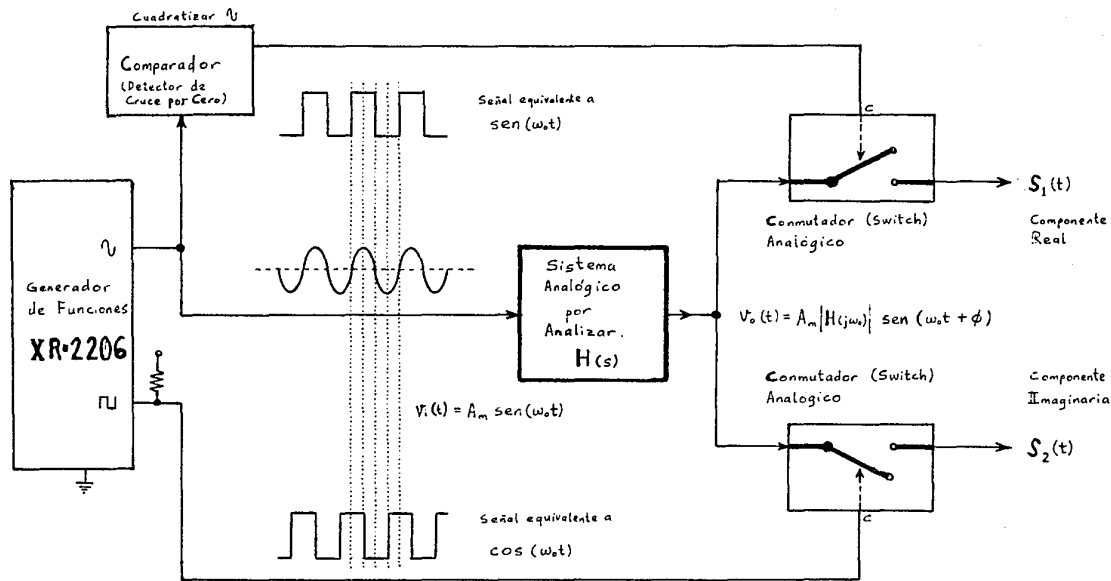 Cuadratizar ∿
Comparador
(Detector de
Cruce por Cero)
Señal equivalente a
sen (ω₀t)
C
S₁(t)
Conmutador (Switch)
Analógico
Componente
Real
Generador
de Funciones
XR-2206
Sistema
Analógico
por
Analizar.
H(s)
V₀(t) = Aₘ|H(jω₀)| sen (ω₀t + ϕ)
Vᵢ(t) = Aₘ sen(ω₀t)
Conmutador (Switch)
Analogico
Componente
IImaginaria
S₂(t)
C
Señal equivalente a
cos (ω₀t)